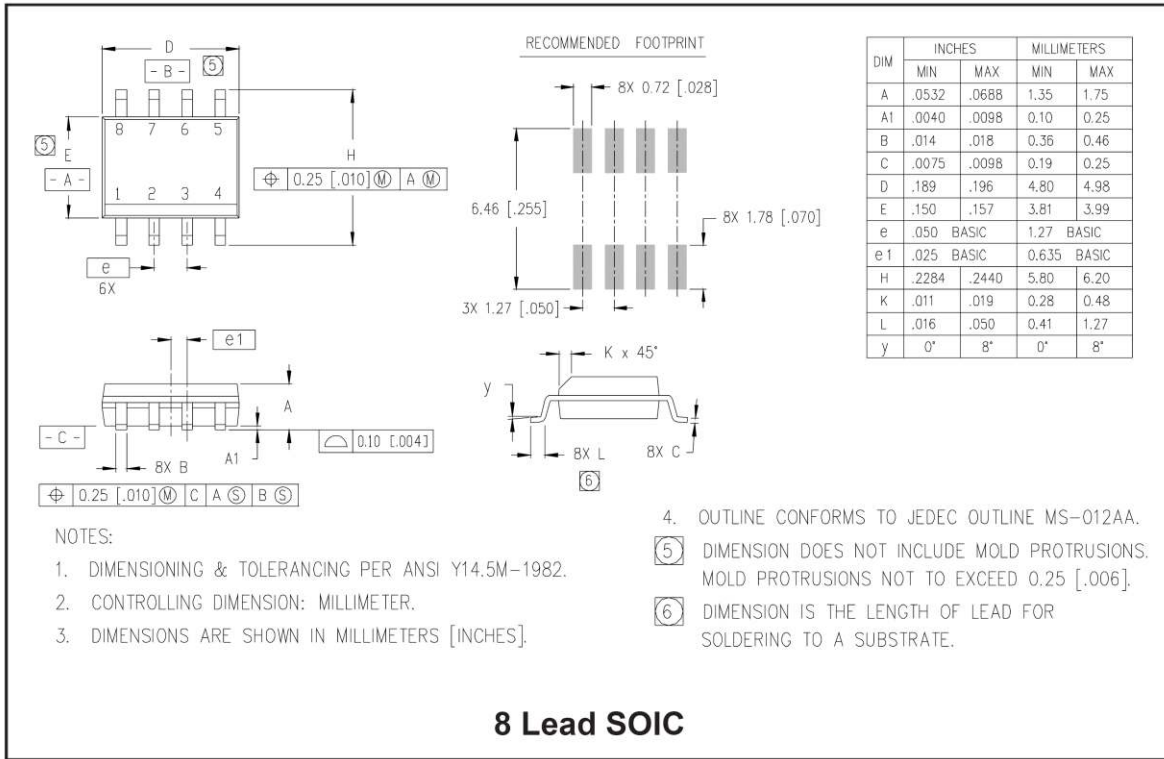 D
- B -
5
8 7 6 5
5
E
- A -
H
⌖ 0.25 [.010] Ⓜ A Ⓜ
1 2 3 4
e
6X
RECOMMENDED FOOTPRINT
8X 0.72 [.028]
6.46 [.255]
8X 1.78 [.070]
3X 1.27 [.050]
DIM INCHES MILLIMETERS
MIN MAX MIN MAX
A .0532 .0688 1.35 1.75
A1 .0040 .0098 0.10 0.25
B .014 .018 0.36 0.46
C .0075 .0098 0.19 0.25
D .189 .196 4.80 4.98
E .150 .157 3.81 3.99
e .050 BASIC 1.27 BASIC
e1 .025 BASIC 0.635 BASIC
H .2284 .2440 5.80 6.20
K .011 .019 0.28 0.48
L .016 .050 0.41 1.27
y 0° 8° 0° 8°
e1
A
- C -
A1
8X B
⌓ 0.10 [.004]
⌖ 0.25 [.010] Ⓜ C A Ⓢ B Ⓢ
K x 45°
y
8X L
8X C
6
NOTES:
1. DIMENSIONING & TOLERANCING PER ANSI Y14.5M-1982.
2. CONTROLLING DIMENSION: MILLIMETER.
3. DIMENSIONS ARE SHOWN IN MILLIMETERS [INCHES].
4. OUTLINE CONFORMS TO JEDEC OUTLINE MS-012AA.
5 DIMENSION DOES NOT INCLUDE MOLD PROTRUSIONS.
MOLD PROTRUSIONS NOT TO EXCEED 0.25 [.006].
6 DIMENSION IS THE LENGTH OF LEAD FOR
SOLDERING TO A SUBSTRATE.
8 Lead SOIC